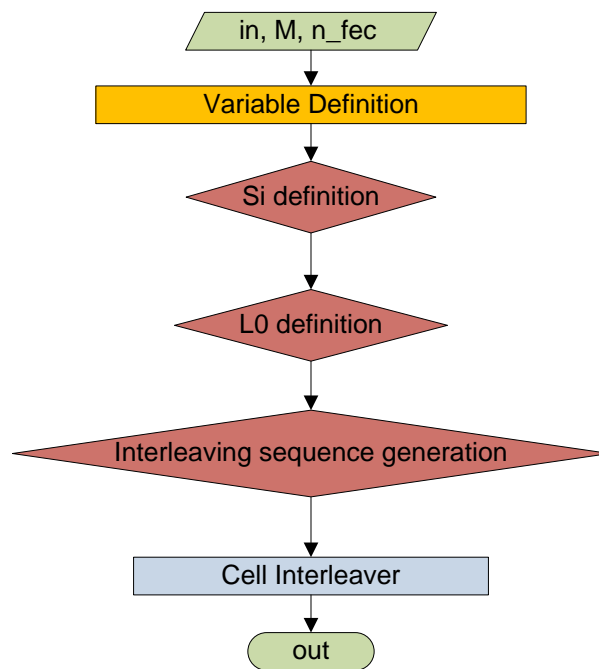 in, M, n_fec
Variable Definition
Si definition
L0 definition
Interleaving sequence generation
Cell Interleaver
out